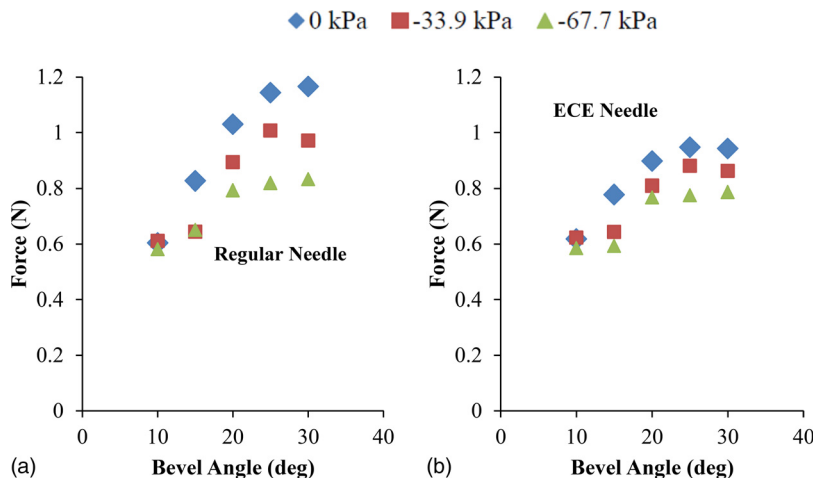 0 kPa -33.9 kPa -67.7 kPa
1.2
1
0.8
0.6
0.4
0.2
0
Force (N)
Regular Needle
0 10 20 30 40
Bevel Angle (deg)
(a)
1.2
1
0.8
0.6
0.4
0.2
0
Force (N)
ECE Needle
0 10 20 30 40
Bevel Angle (deg)
(b)